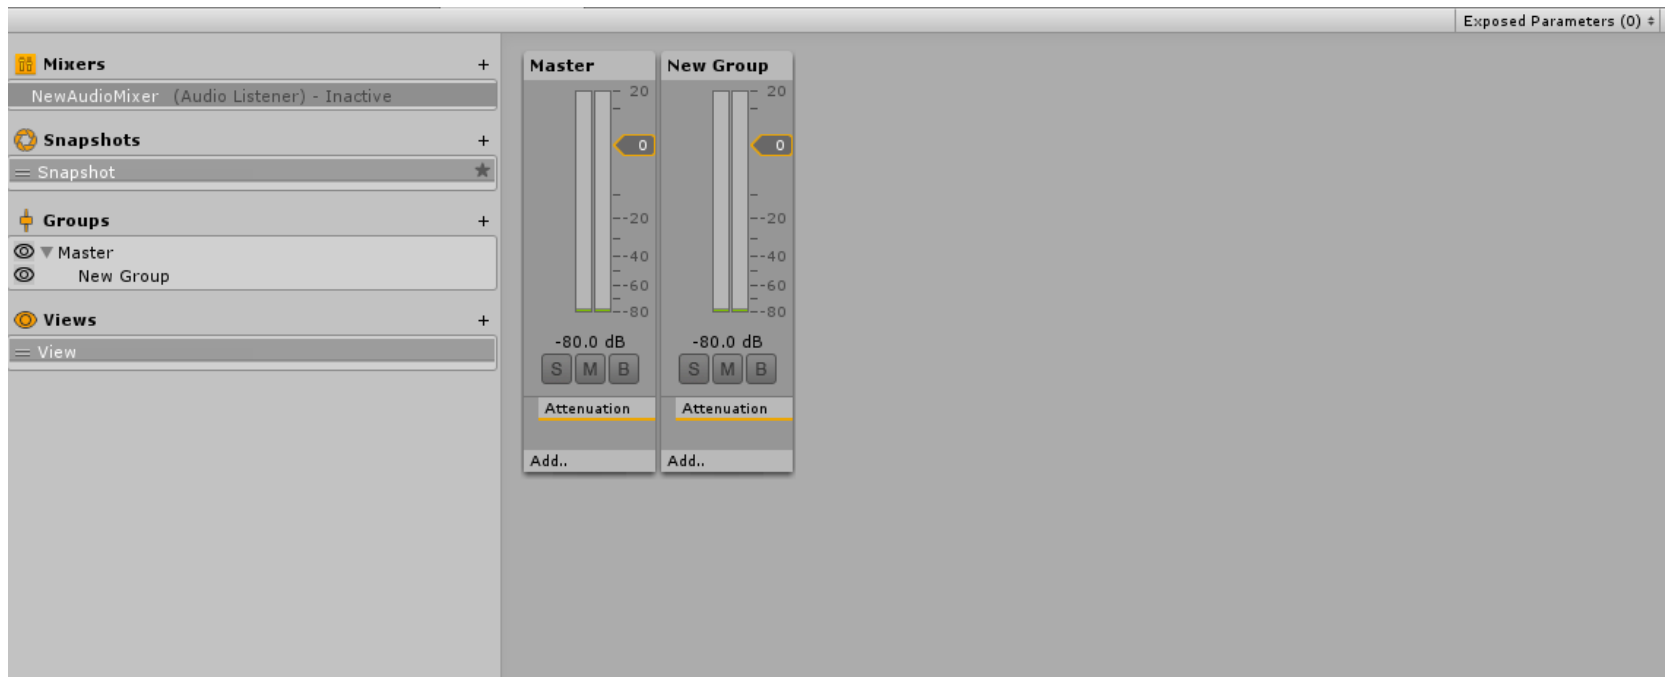 Exposed Parameters (0)
Mixers +
NewAudioMixer (Audio Listener) - Inactive
Snapshots +
Snapshot
Groups +
Master
New Group
Views +
View
Master
20
0
-20
-40
-60
-80
-80.0 dB
S M B
Attenuation
Add..
New Group
20
0
-20
-40
-60
-80
-80.0 dB
S M B
Attenuation
Add..